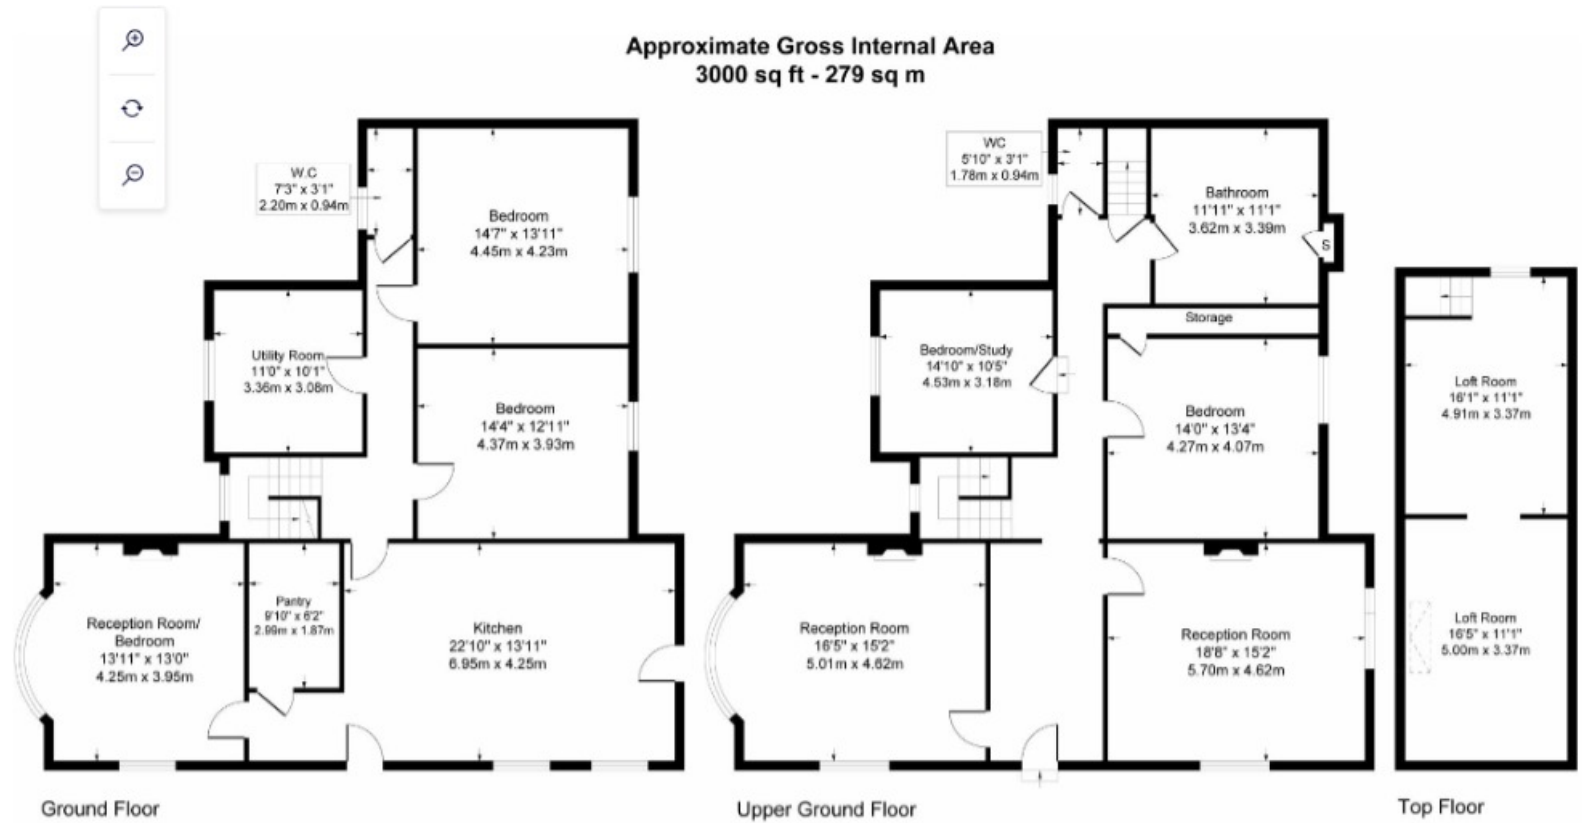 Approximate Gross Internal Area
3000 sq ft - 279 sq m
W.C
7'3" x 3'1"
2.20m x 0.94m
Bedroom
14'7" x 13'11"
4.45m x 4.23m
Utility Room
11'0" x 10'1"
3.36m x 3.08m
Bedroom
14'4" x 12'11"
4.37m x 3.93m
Reception Room/
Bedroom
13'11" x 13'0"
4.25m x 3.95m
Pantry
9'10" x 6'2"
2.99m x 1.87m
Kitchen
22'10" x 13'11"
6.95m x 4.25m
Ground Floor
WC
5'10" x 3'1"
1.78m x 0.94m
Bathroom
11'11" x 11'1"
3.62m x 3.39m
S
Storage
Bedroom/Study
14'10" x 10'5"
4.53m x 3.18m
Bedroom
14'0" x 13'4"
4.27m x 4.07m
Reception Room
16'5" x 15'2"
5.01m x 4.62m
Reception Room
18'8" x 15'2"
5.70m x 4.62m
Upper Ground Floor
Loft Room
16'1" x 11'1"
4.91m x 3.37m
Loft Room
16'5" x 11'1"
5.00m x 3.37m
Top Floor